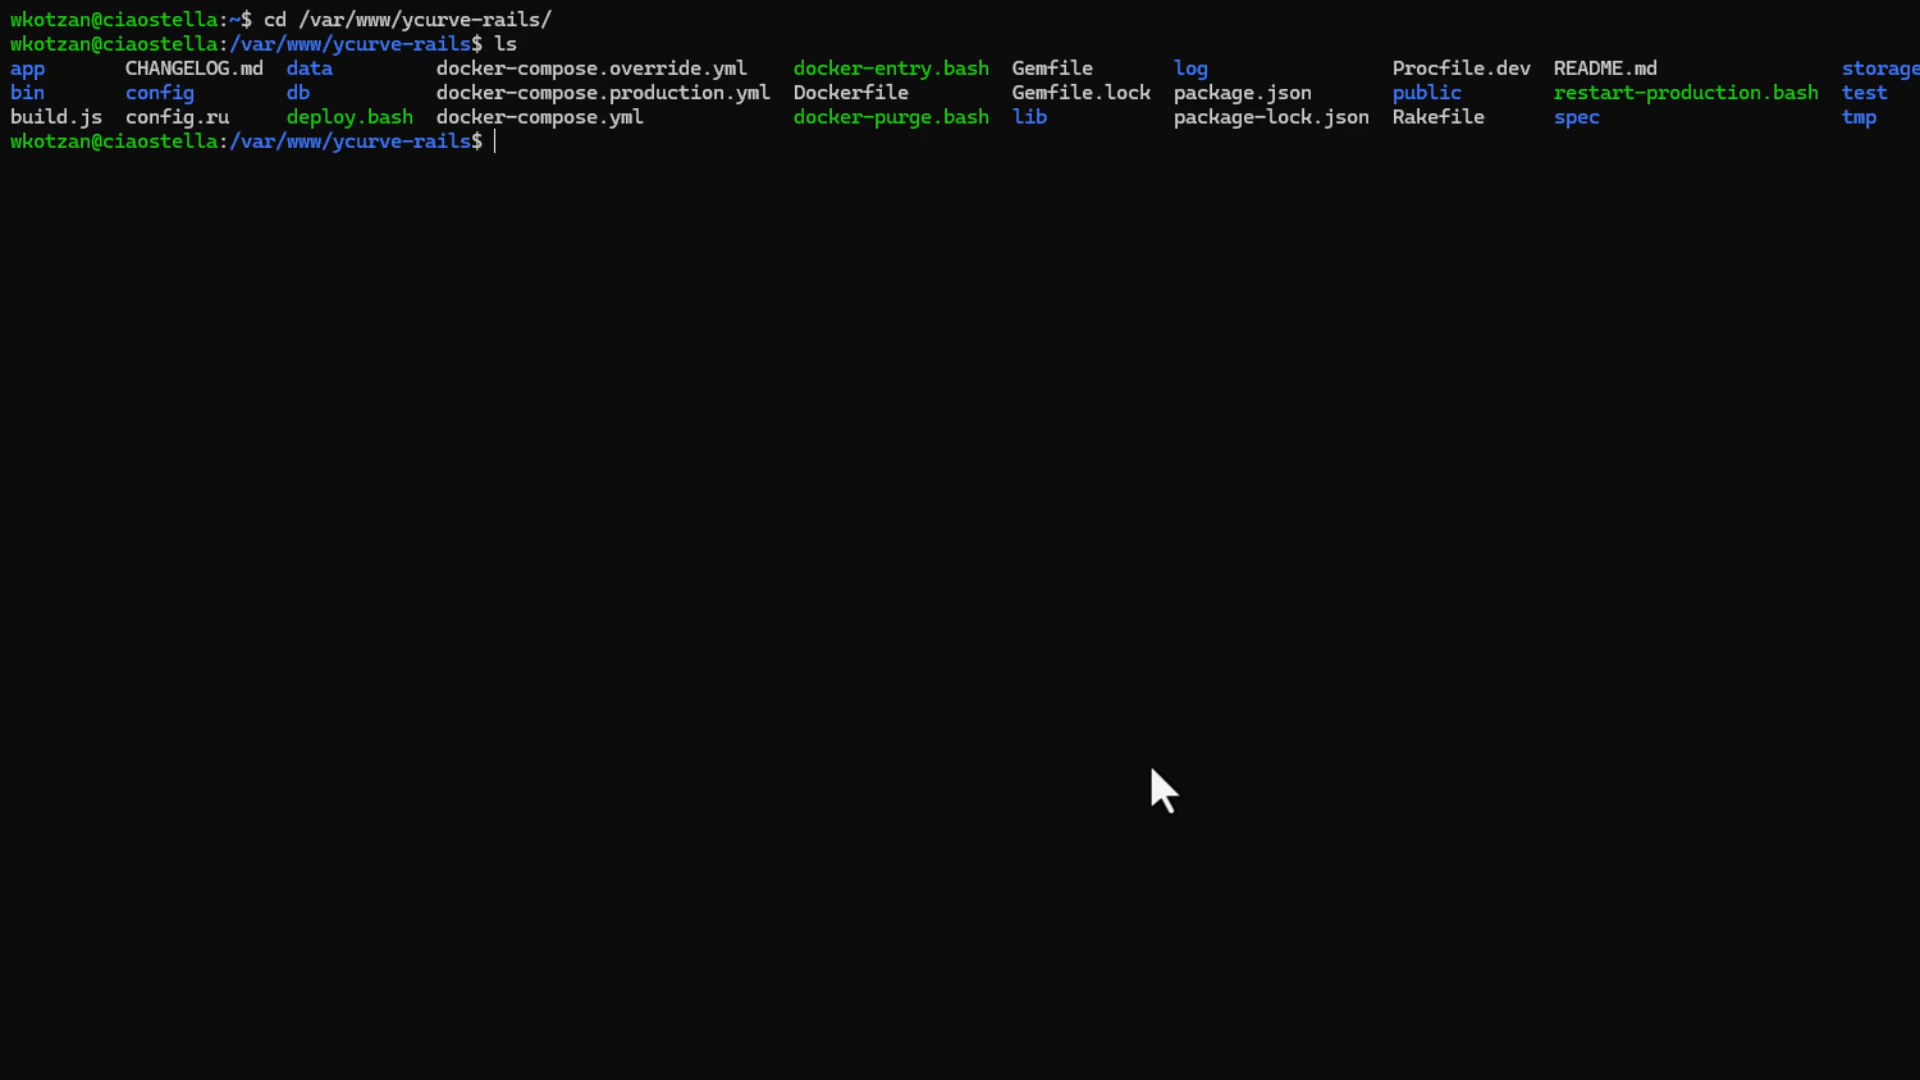 wkotzan@ciaostella:~$ cd /var/www/ycurve-rails/
wkotzan@ciaostella:/var/www/ycurve-rails$ ls
app       CHANGELOG.md  data         docker-compose.override.yml    docker-entry.bash  Gemfile       log                Procfile.dev  README.md                storage
bin       config        db           docker-compose.production.yml  Dockerfile         Gemfile.lock  package.json       public        restart-production.bash  test
build.js  config.ru     deploy.bash  docker-compose.yml             docker-purge.bash  lib           package-lock.json  Rakefile      spec                     tmp
wkotzan@ciaostella:/var/www/ycurve-rails$